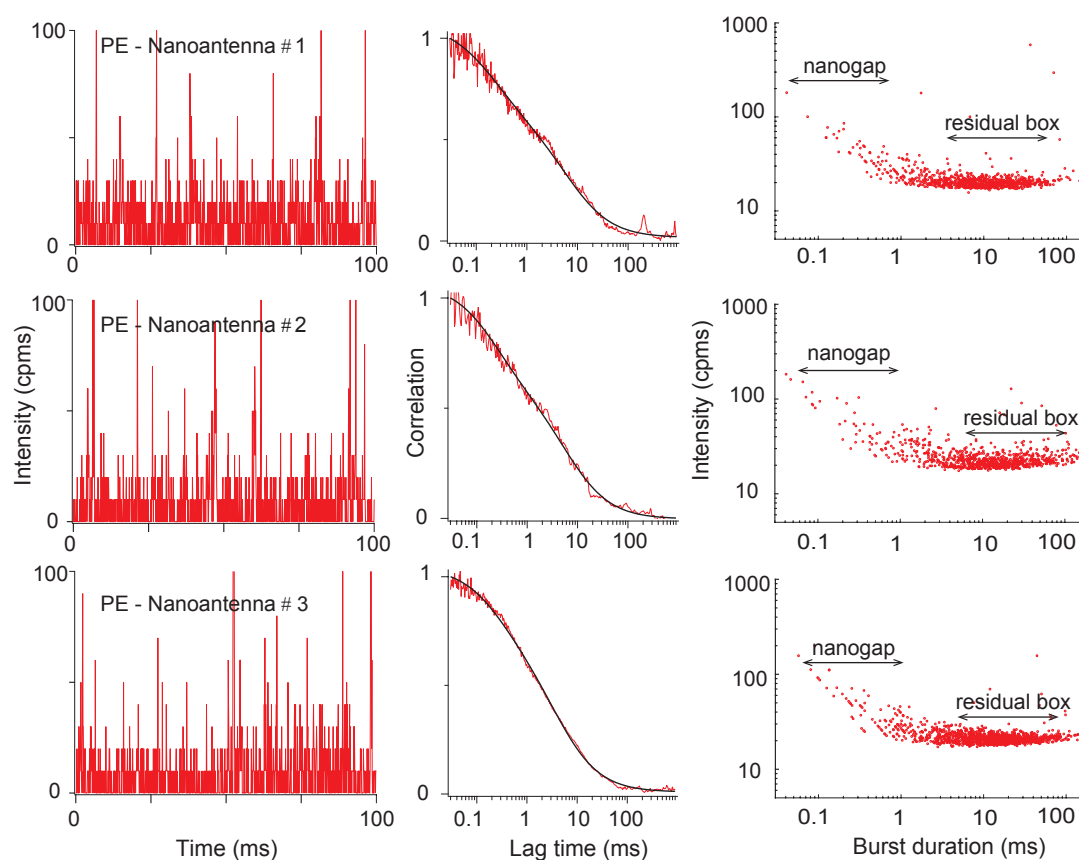 100
PE - Nanoantenna #1
0
0
100
1
0
0.1 1 10 100
1000
nanogap
100
residual box
10
0.1 1 10 100
100
PE - Nanoantenna #2
Intensity (cpms)
0
0
100
1
Correlation
0
0.1 1 10 100
1000
nanogap
100
Intensity (cpms)
residual box
10
0.1 1 10 100
100
PE - Nanoantenna #3
0
0
100
Time (ms)
1
0
0.1 1 10 100
Lag time (ms)
1000
nanogap
100
residual box
10
0.1 1 10 100
Burst duration (ms)